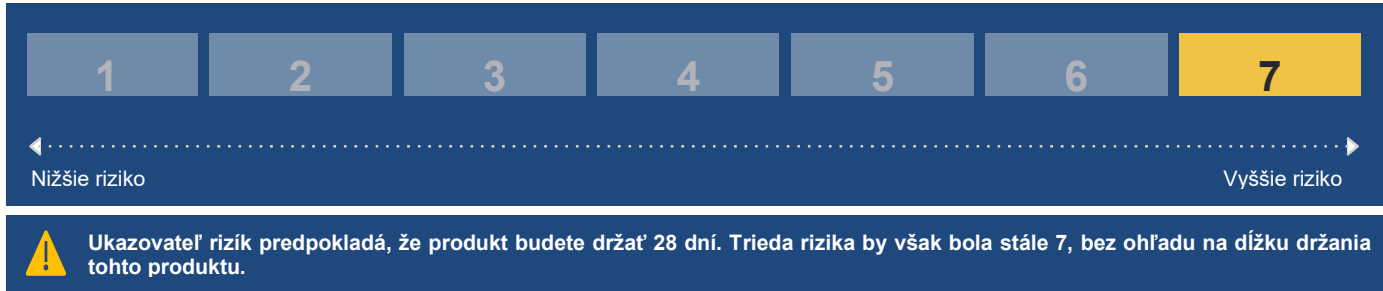 1 2 3 4 5 6 7
Nižšie riziko Vyššie riziko
Ukazovateľ rizík predpokladá, že produkt budete držať 28 dní. Trieda rizika by však bola stále 7, bez ohľadu na dĺžku držania
tohto produktu.